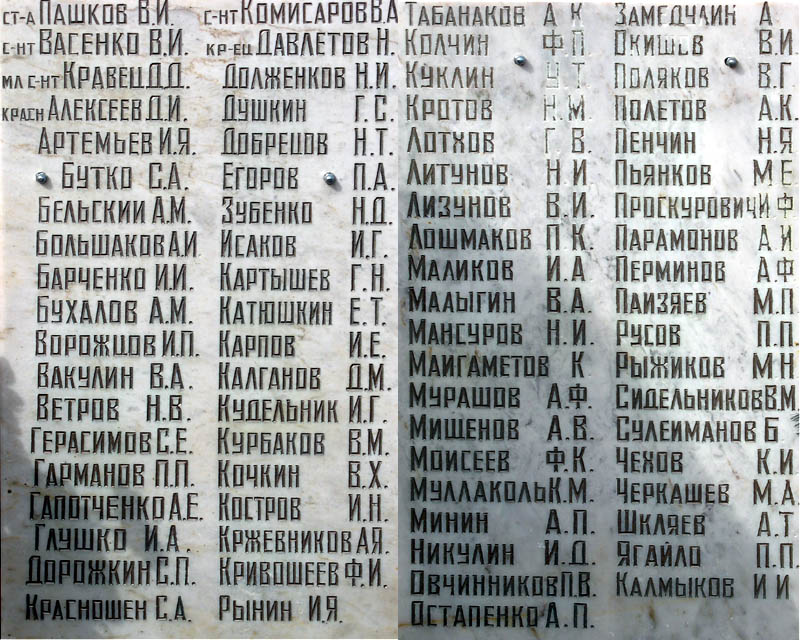 ст-а Пашков В.И.
с-нт Васенко В.И.
мл с-нт Кравец Д.Д.
красн Алексеев Д.И.
Артемьев И.Я.
Бутко С.А.
Бельский А.М.
Большаков А.И
Барченко И.И.
Бухалов А.М.
Ворожцов И.П.
Вакулин В.А.
Ветров Н.В.
Герасимов С.Е.
Гарманов П.П.
Гапотченко А.Е.
Глушко И.А.
Дорожкин С.П.
Красношен С.А.
с-нт Комисаров В.А
кр-ец Давлетов Н.
Долженков Н.И.
Душкин Г.С.
Добрецов Н.Т.
Егоров П.А.
Зубенко Н.Д.
Исаков И.Г.
Картышев Г.Н.
Катюшкин Е.Т.
Карпов И.Е.
Калганов Д.М.
Кудельник И.Г.
Курбаков В.М.
Кочкин В.Х.
Костров И.Н.
Кржевников А.Я.
Кривошеев Ф.И.
Рынин И.Я.
Табанаков А К
Колчин Ф.П.
Куклин У.Т.
Кротов Н.М.
Лотхов Г.В.
Литунов Н И
Лизунов В.И.
Лошмаков П К.
Маликов И.А
Малыгин В.А.
Мансуров Н.И.
Маигаметов К
Мурашов А.Ф.
Мищенов А.В.
Моисеев Ф.К.
Муллаколь К.М.
Минин А.П.
Никулин И.Д.
Овчинников П.В.
Остапенко А.П.
Замедулин А.
Окишев В.И.
Поляков В.Г
Полетов А.К.
Пенчин Н.Я
Пьянков М Е
Проскурович И Ф
Парамонов А И
Перминов А.Ф
Паизяев М.П
Русов П.П.
Рыжиков М Н
Сидельников В.М
Сулеиманов Б
Чехов К.И
Черкашев М.А.
Шкляев А.Т
Ягайло П.П.
Калмыков И И